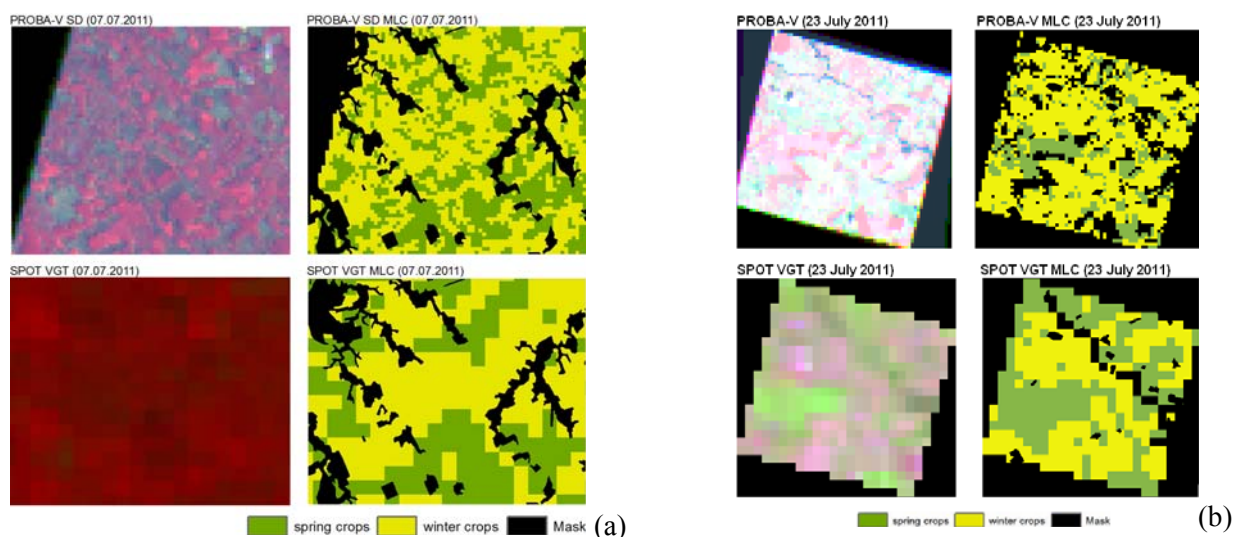 PROBA-V SD (07.07.2011)
PROBA-V SD MLC (07.07.2011)
SPOT VGT (07.07.2011)
SPOT VGT MLC (07.07.2011)
spring crops winter crops Mask (a)
PROBA-V (23 July 2011)
PROBA-V MLC (23 July 2011)
SPOT VGT (23 July 2011)
SPOT VGT MLC (23 July 2011)
spring crops winter crops Mask (b)